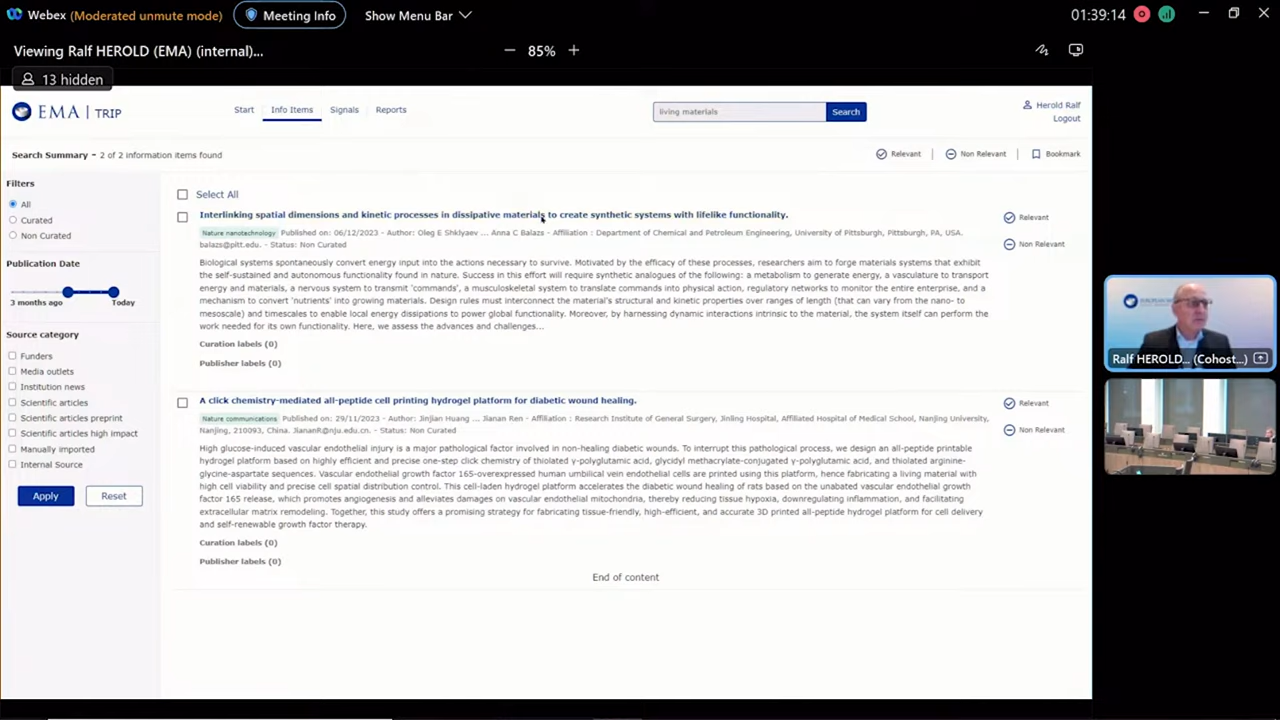 Webex (Moderated unmute mode) Meeting Info Show Menu Bar 01:39:14
Viewing Ralf HEROLD (EMA) (internal)... 85%
13 hidden
EMA | TRIP Start Info Items Signals Reports living materials Search Herold Ralf
Logout
Search Summary - 2 of 2 information items found Relevant Non Relevant Bookmark
Filters
All
Curated
Non Curated
Publication Date
3 months ago Today
Source category
Funders
Media outlets
Institution news
Scientific articles
Scientific articles preprint
Scientific articles high impact
Manually imported
Internal Source
Apply Reset
Select All
Interlinking spatial dimensions and kinetic processes in dissipative materials to create synthetic systems with lifelike functionality. Relevant
Nature nanotechnology Published on: 06/12/2023 - Author: Oleg E Shklyaev ... Anna C Balazs - Affiliation : Department of Chemical and Petroleum Engineering, University of Pittsburgh, Pittsburgh, PA, USA.
balazs@pitt.edu. - Status: Non Curated Non Relevant
Biological systems spontaneously convert energy input into the actions necessary to survive. Motivated by the efficacy of these processes, researchers aim to forge materials systems that exhibit
the self-sustained and autonomous functionality found in nature. Success in this effort will require synthetic analogues of the following: a metabolism to generate energy, a vasculature to transport
energy and materials, a nervous system to transmit 'commands', a musculoskeletal system to translate commands into physical action, regulatory networks to monitor the entire enterprise, and a
mechanism to convert 'nutrients' into growing materials. Design rules must interconnect the material's structural and kinetic properties over ranges of length (that can vary from the nano- to
mesoscale) and timescales to enable local energy dissipations to power global functionality. Moreover, by harnessing dynamic interactions intrinsic to the material, the system itself can perform the
work needed for its own functionality. Here, we assess the advances and challenges...
Curation labels (0)
Publisher labels (0)
A click chemistry-mediated all-peptide cell printing hydrogel platform for diabetic wound healing. Relevant
Nature communications Published on: 29/11/2023 - Author: Jinjian Huang ... Jianan Ren - Affiliation : Research Institute of General Surgery, Jinling Hospital, Affiliated Hospital of Medical School, Nanjing University,
Nanjing, 210093, China. JiananR@nju.edu.cn. - Status: Non Curated Non Relevant
High glucose-induced vascular endothelial injury is a major pathological factor involved in non-healing diabetic wounds. To interrupt this pathological process, we design an all-peptide printable
hydrogel platform based on highly efficient and precise one-step click chemistry of thiolated γ-polyglutamic acid, glycidyl methacrylate-conjugated γ-polyglutamic acid, and thiolated arginine-
glycine-aspartate sequences. Vascular endothelial growth factor 165-overexpressed human umbilical vein endothelial cells are printed using this platform, hence fabricating a living material with
high cell viability and precise cell spatial distribution control. This cell-laden hydrogel platform accelerates the diabetic wound healing of rats based on the unabated vascular endothelial growth
factor 165 release, which promotes angiogenesis and alleviates damages on vascular endothelial mitochondria, thereby reducing tissue hypoxia, downregulating inflammation, and facilitating
extracellular matrix remodeling. Together, this study offers a promising strategy for fabricating tissue-friendly, high-efficient, and accurate 3D printed all-peptide hydrogel platform for cell delivery
and self-renewable growth factor therapy.
Curation labels (0)
Publisher labels (0)
End of content
Ralf HEROLD... (Cohost...)